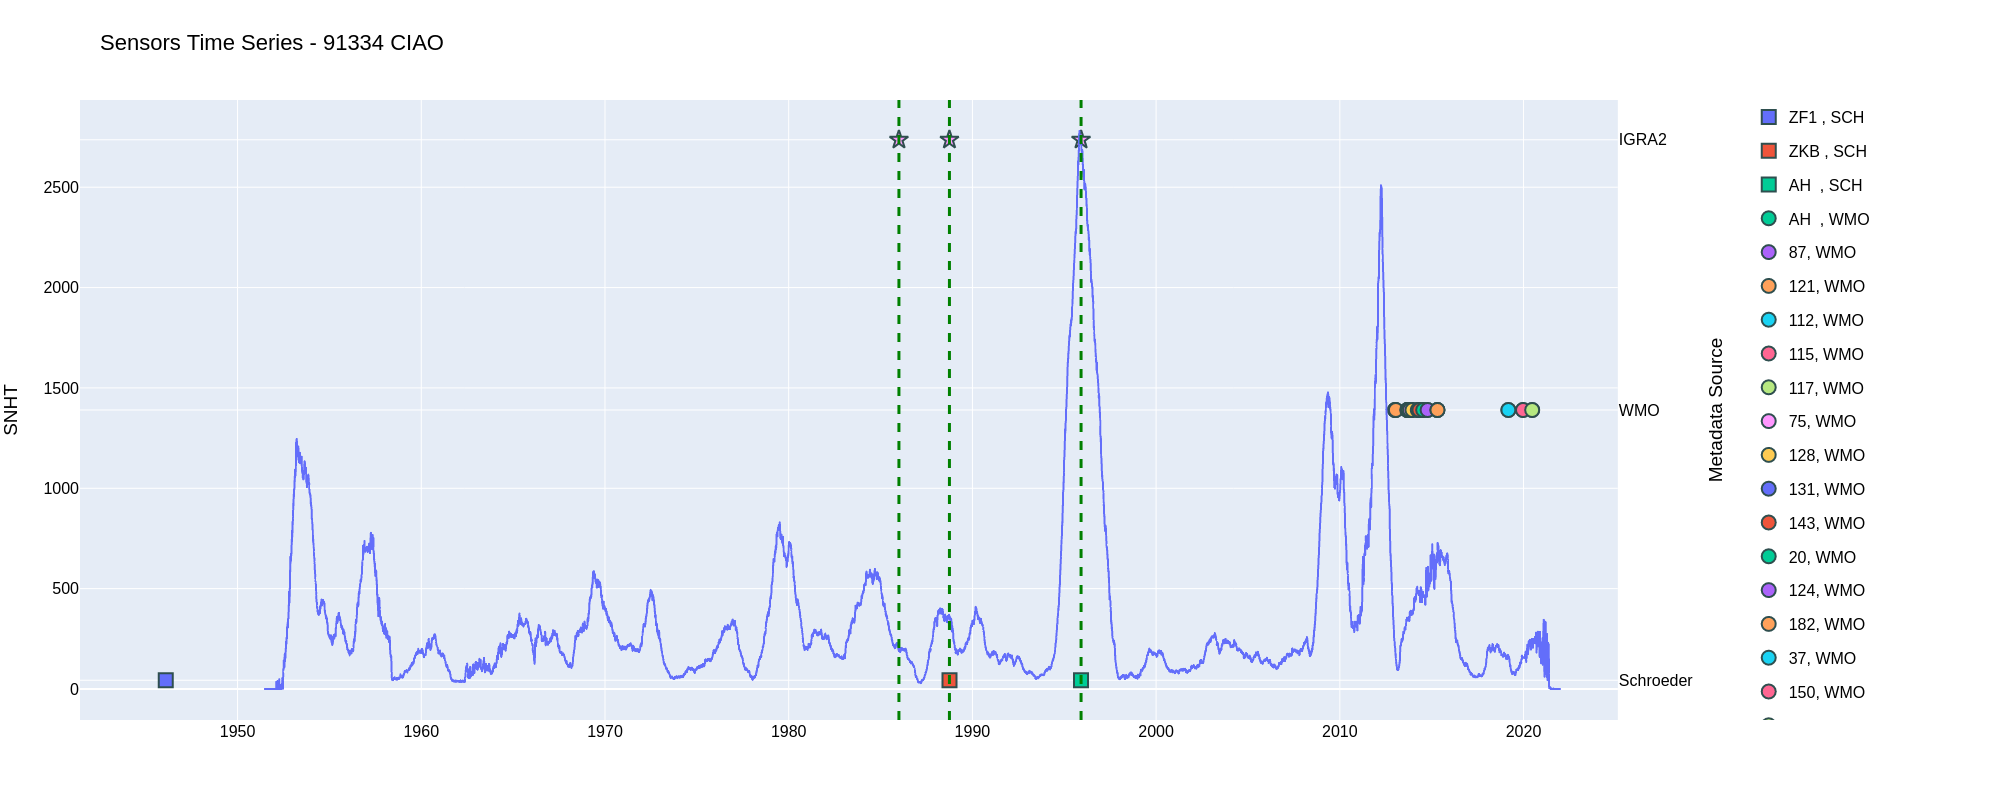 Sensors Time Series - 91334 CIAO
SNHT
2500
2000
1500
1000
500
0
1950
1960
1970
1980
1990
2000
2010
2020
IGRA2
WMO
Schroeder
Metadata Source
ZF1 , SCH
ZKB , SCH
AH  , SCH
AH  , WMO
87, WMO
121, WMO
112, WMO
115, WMO
117, WMO
75, WMO
128, WMO
131, WMO
143, WMO
20, WMO
124, WMO
182, WMO
37, WMO
150, WMO